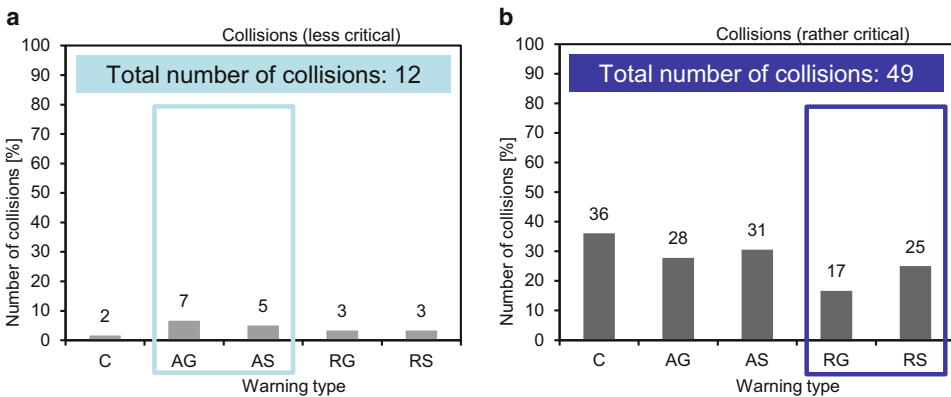 a
Collisions (less critical)
Total number of collisions: 12
Number of collisions [%]
100
90
80
70
60
50
40
30
20
10
0
2
7
5
3
3
C AG AS RG RS
Warning type
b
Collisions (rather critical)
Total number of collisions: 49
Number of collisions [%]
100
90
80
70
60
50
40
30
20
10
0
36
28
31
17
25
C AG AS RG RS
Warning type